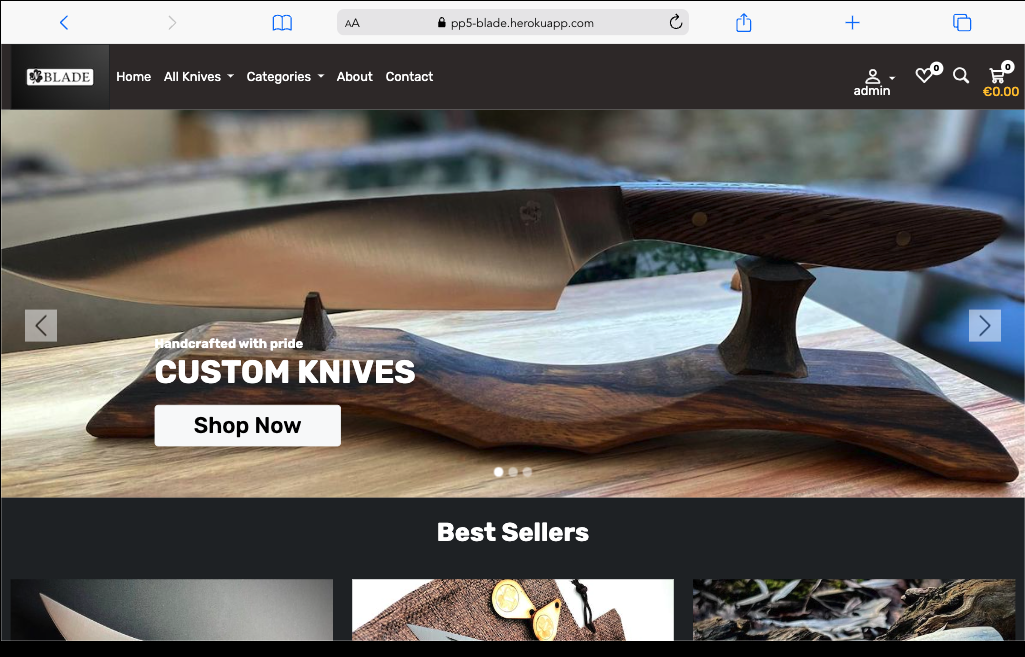 AA pp5-blade.herokuapp.com
BLADE Home All Knives Categories About Contact
0 0
admin €0.00
Handcrafted with pride
CUSTOM KNIVES
Shop Now
Best Sellers